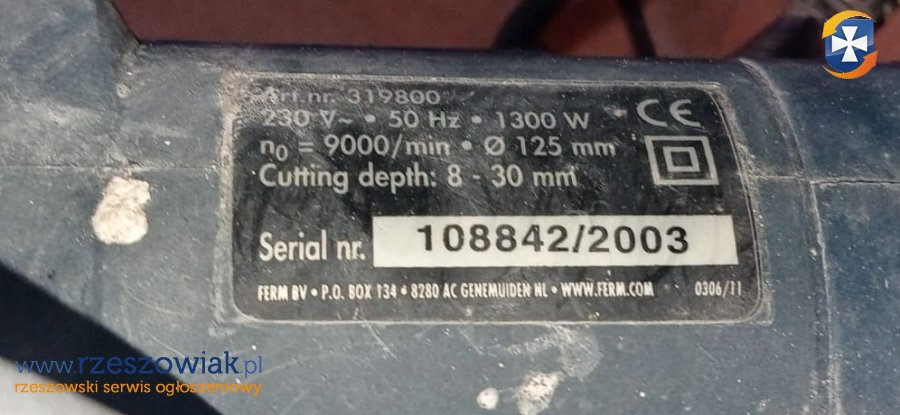 Art.nr. 319800
230 V~ • 50 Hz • 1300 W
n₀ = 9000/min • Ø 125 mm
Cutting depth: 8 - 30 mm
CE
Serial nr. 108842/2003
FERM BV • P.O. BOX 134 • 8280 AC GENEMUIDEN NL • WWW.FERM.COM 0306/11
www.rzeszowiak.pl
rzeszowski serwis ogłoszeniowy